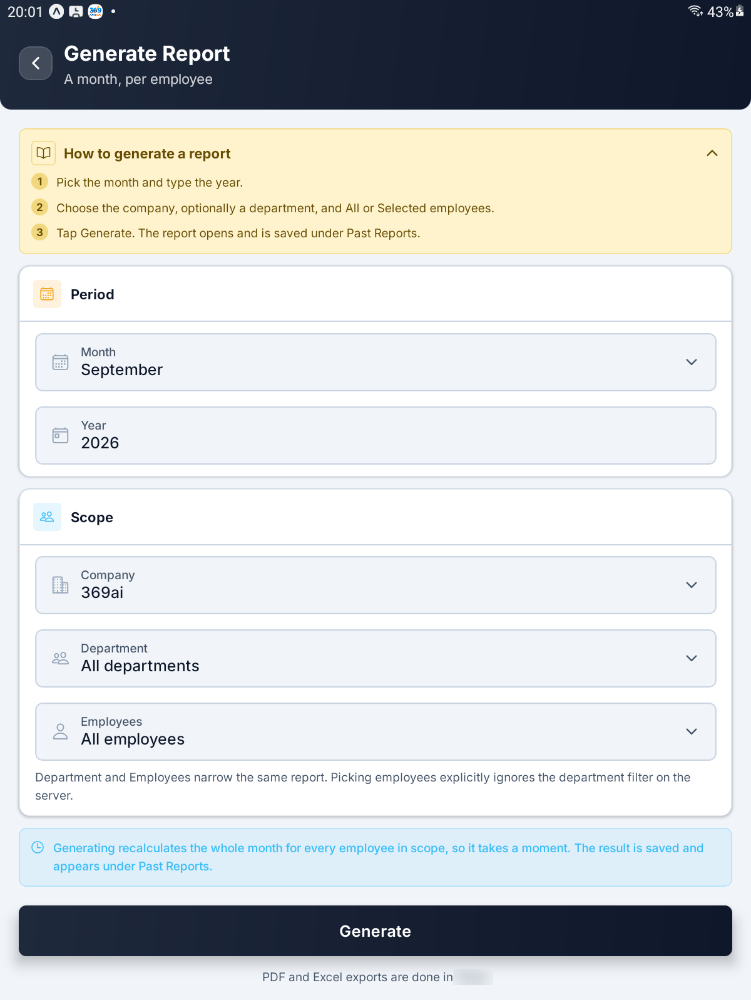 20:01
369
43%
Generate Report
A month, per employee
How to generate a report
1 Pick the month and type the year.
2 Choose the company, optionally a department, and All or Selected employees.
3 Tap Generate. The report opens and is saved under Past Reports.
Period
Month
September
Year
2026
Scope
Company
369ai
Department
All departments
Employees
All employees
Department and Employees narrow the same report. Picking employees explicitly ignores the department filter on the
server.
Generating recalculates the whole month for every employee in scope, so it takes a moment. The result is saved and
appears under Past Reports.
Generate
PDF and Excel exports are done in